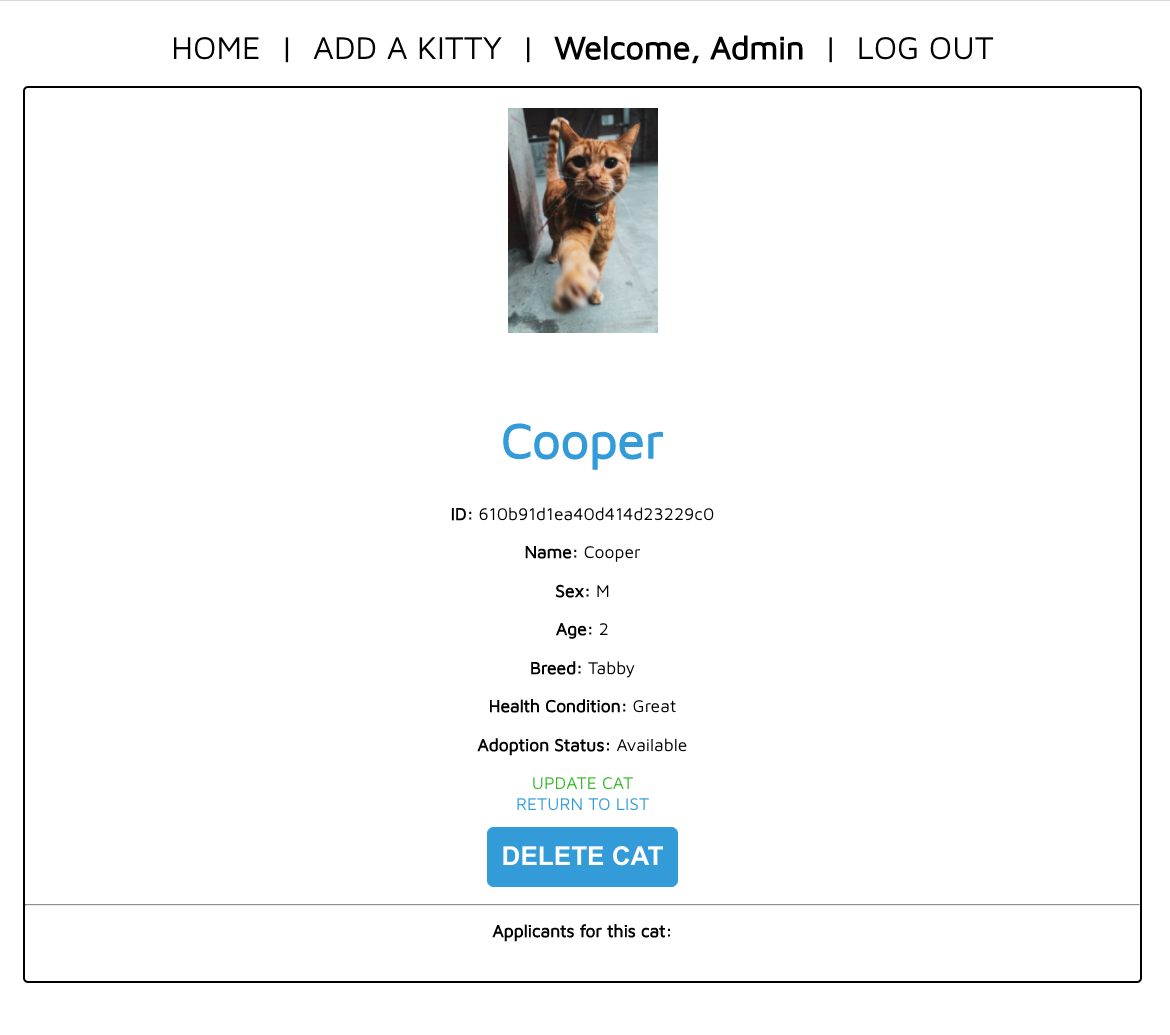 HOME | ADD A KITTY | Welcome, Admin | LOG OUT
Cooper
ID: 610b91d1ea40d414d23229c0
Name: Cooper
Sex: M
Age: 2
Breed: Tabby
Health Condition: Great
Adoption Status: Available
UPDATE CAT
RETURN TO LIST
DELETE CAT
Applicants for this cat: